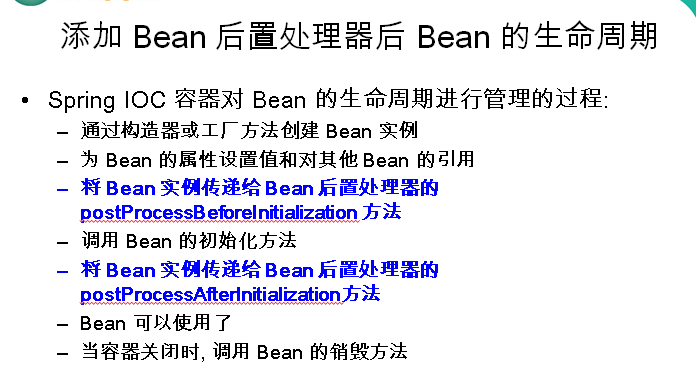 添加 Bean 后置处理器后 Bean 的生命周期
• Spring IOC 容器对 Bean 的生命周期进行管理的过程:
– 通过构造器或工厂方法创建 Bean 实例
– 为 Bean 的属性设置值和对其他 Bean 的引用
– 将 Bean 实例传递给 Bean 后置处理器的
postProcessBeforeInitialization 方法
– 调用 Bean 的初始化方法
– 将 Bean 实例传递给 Bean 后置处理器的
postProcessAfterInitialization方法
– Bean 可以使用了
– 当容器关闭时, 调用 Bean 的销毁方法